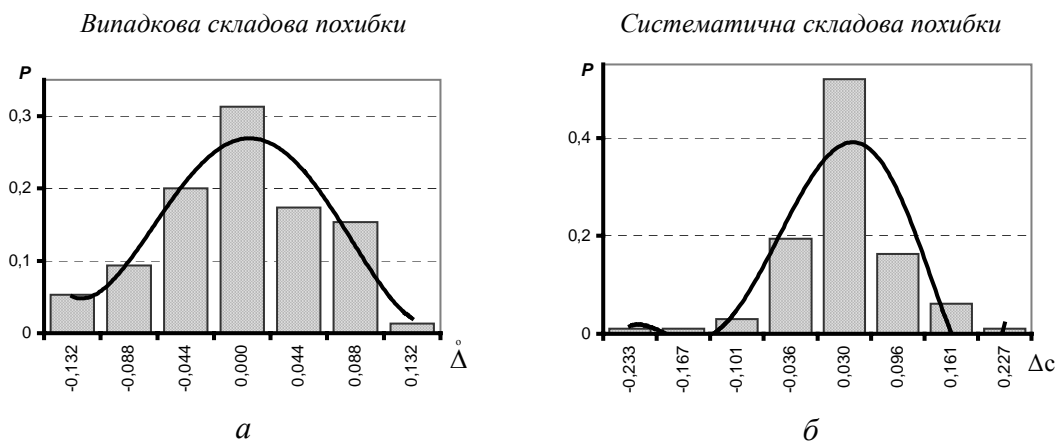 Випадкова складова похибки
P
0,3
0,2
0,1
0
-0,132
-0,088
-0,044
0,000
0,044
0,088
0,132
Δ̊
а
Систематична складова похибки
P
0,4
0,2
0
-0,233
-0,167
-0,101
-0,036
0,030
0,096
0,161
0,227
Δс
б